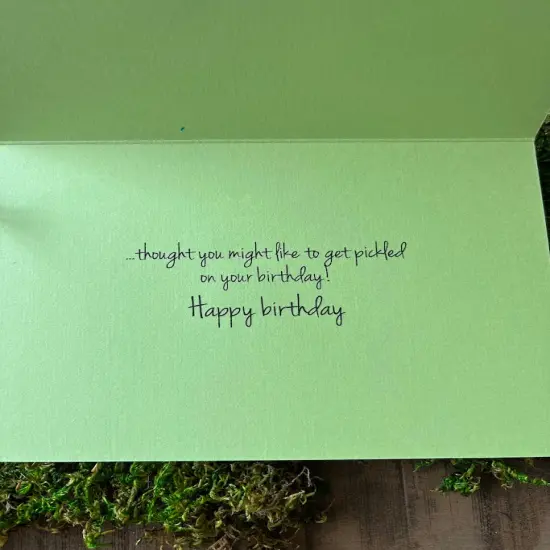 ...thought you might like to get pickled
on your birthday!
Happy birthday